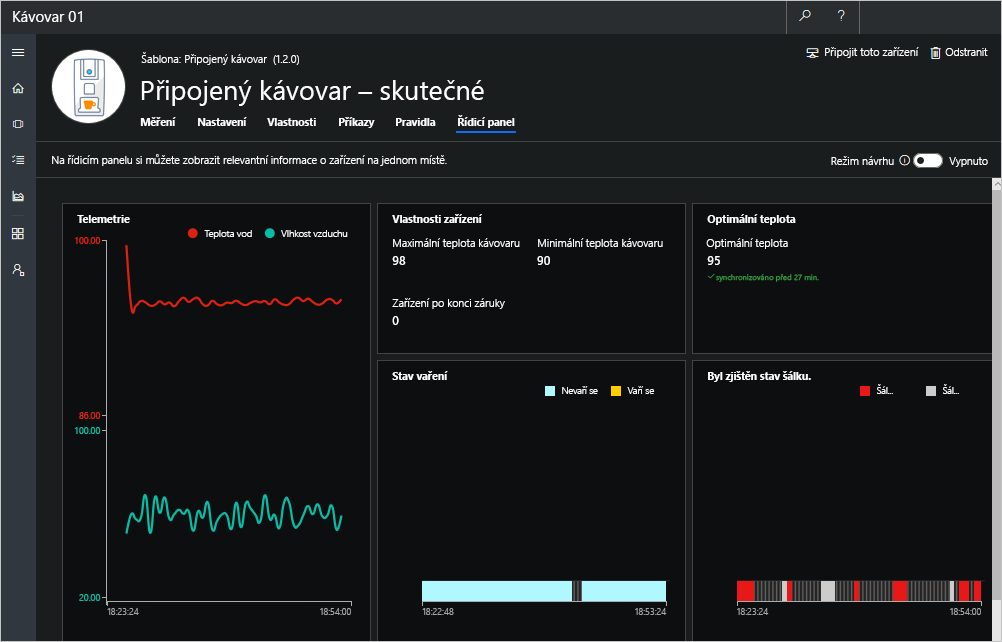 Kávovar 01
?
Šablona: Připojený kávovar (1.2.0)
Připojit toto zařízení
Odstranit
Připojený kávovar – skutečné
Měření Nastavení Vlastnosti Příkazy Pravidla Řídicí panel
Na řídicím panelu si můžete zobrazit relevantní informace o zařízení na jednom místě.
Režim návrhu
Vypnuto
Telemetrie
Teplota vod
Vlhkost vzduchu
100.00
86.00
100.00
20.00
18:23:24
18:54:00
Vlastnosti zařízení
Maximální teplota kávovaru
98
Minimální teplota kávovaru
90
Zařízení po konci záruky
0
Optimální teplota
Optimální teplota
95
synchronizováno před 27 min.
Stav vaření
Nevaří se
Vaří se
18:22:48
18:53:24
Byl zjištěn stav šálku.
Šál...
Šál...
18:23:24
18:54:00